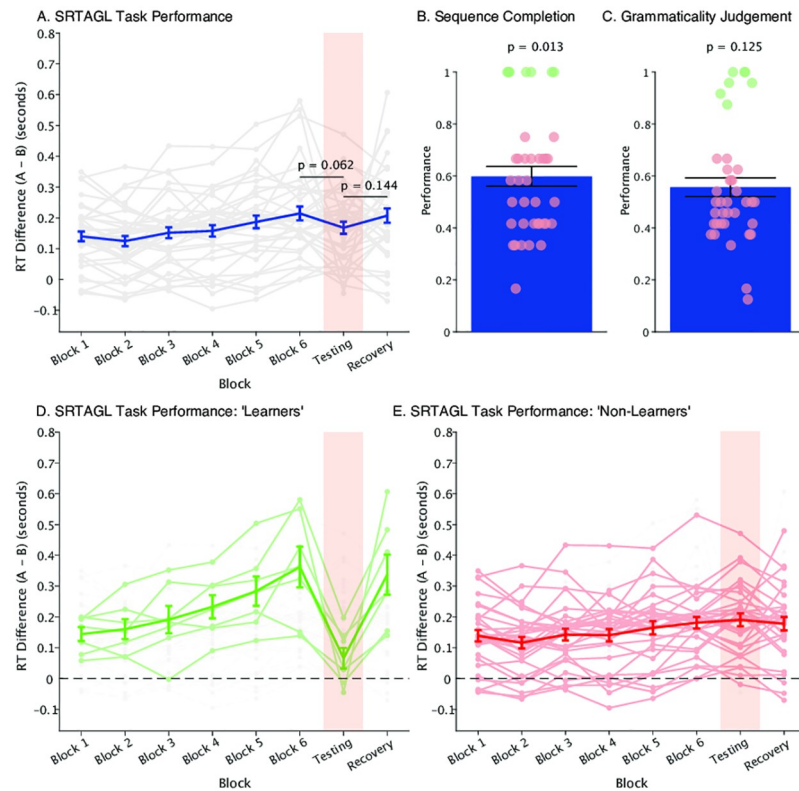 A. SRTAGL Task Performance
RT Difference (A – B) (seconds)
0.8
0.7
0.6
0.5
0.4
0.3
0.2
0.1
0
−0.1
p = 0.062
p = 0.144
Block 1
Block 2
Block 3
Block 4
Block 5
Block 6
Testing
Recovery
Block
B. Sequence Completion
p = 0.013
Performance
1
0.8
0.6
0.4
0.2
0
C. Grammaticality Judgement
p = 0.125
Performance
1
0.8
0.6
0.4
0.2
0
D. SRTAGL Task Performance: 'Learners'
RT Difference (A – B) (seconds)
0.8
0.7
0.6
0.5
0.4
0.3
0.2
0.1
0
−0.1
Block 1
Block 2
Block 3
Block 4
Block 5
Block 6
Testing
Recovery
Block
E. SRTAGL Task Performance: 'Non-Learners'
RT Difference (A – B) (seconds)
0.8
0.7
0.6
0.5
0.4
0.3
0.2
0.1
0
−0.1
Block 1
Block 2
Block 3
Block 4
Block 5
Block 6
Testing
Recovery
Block